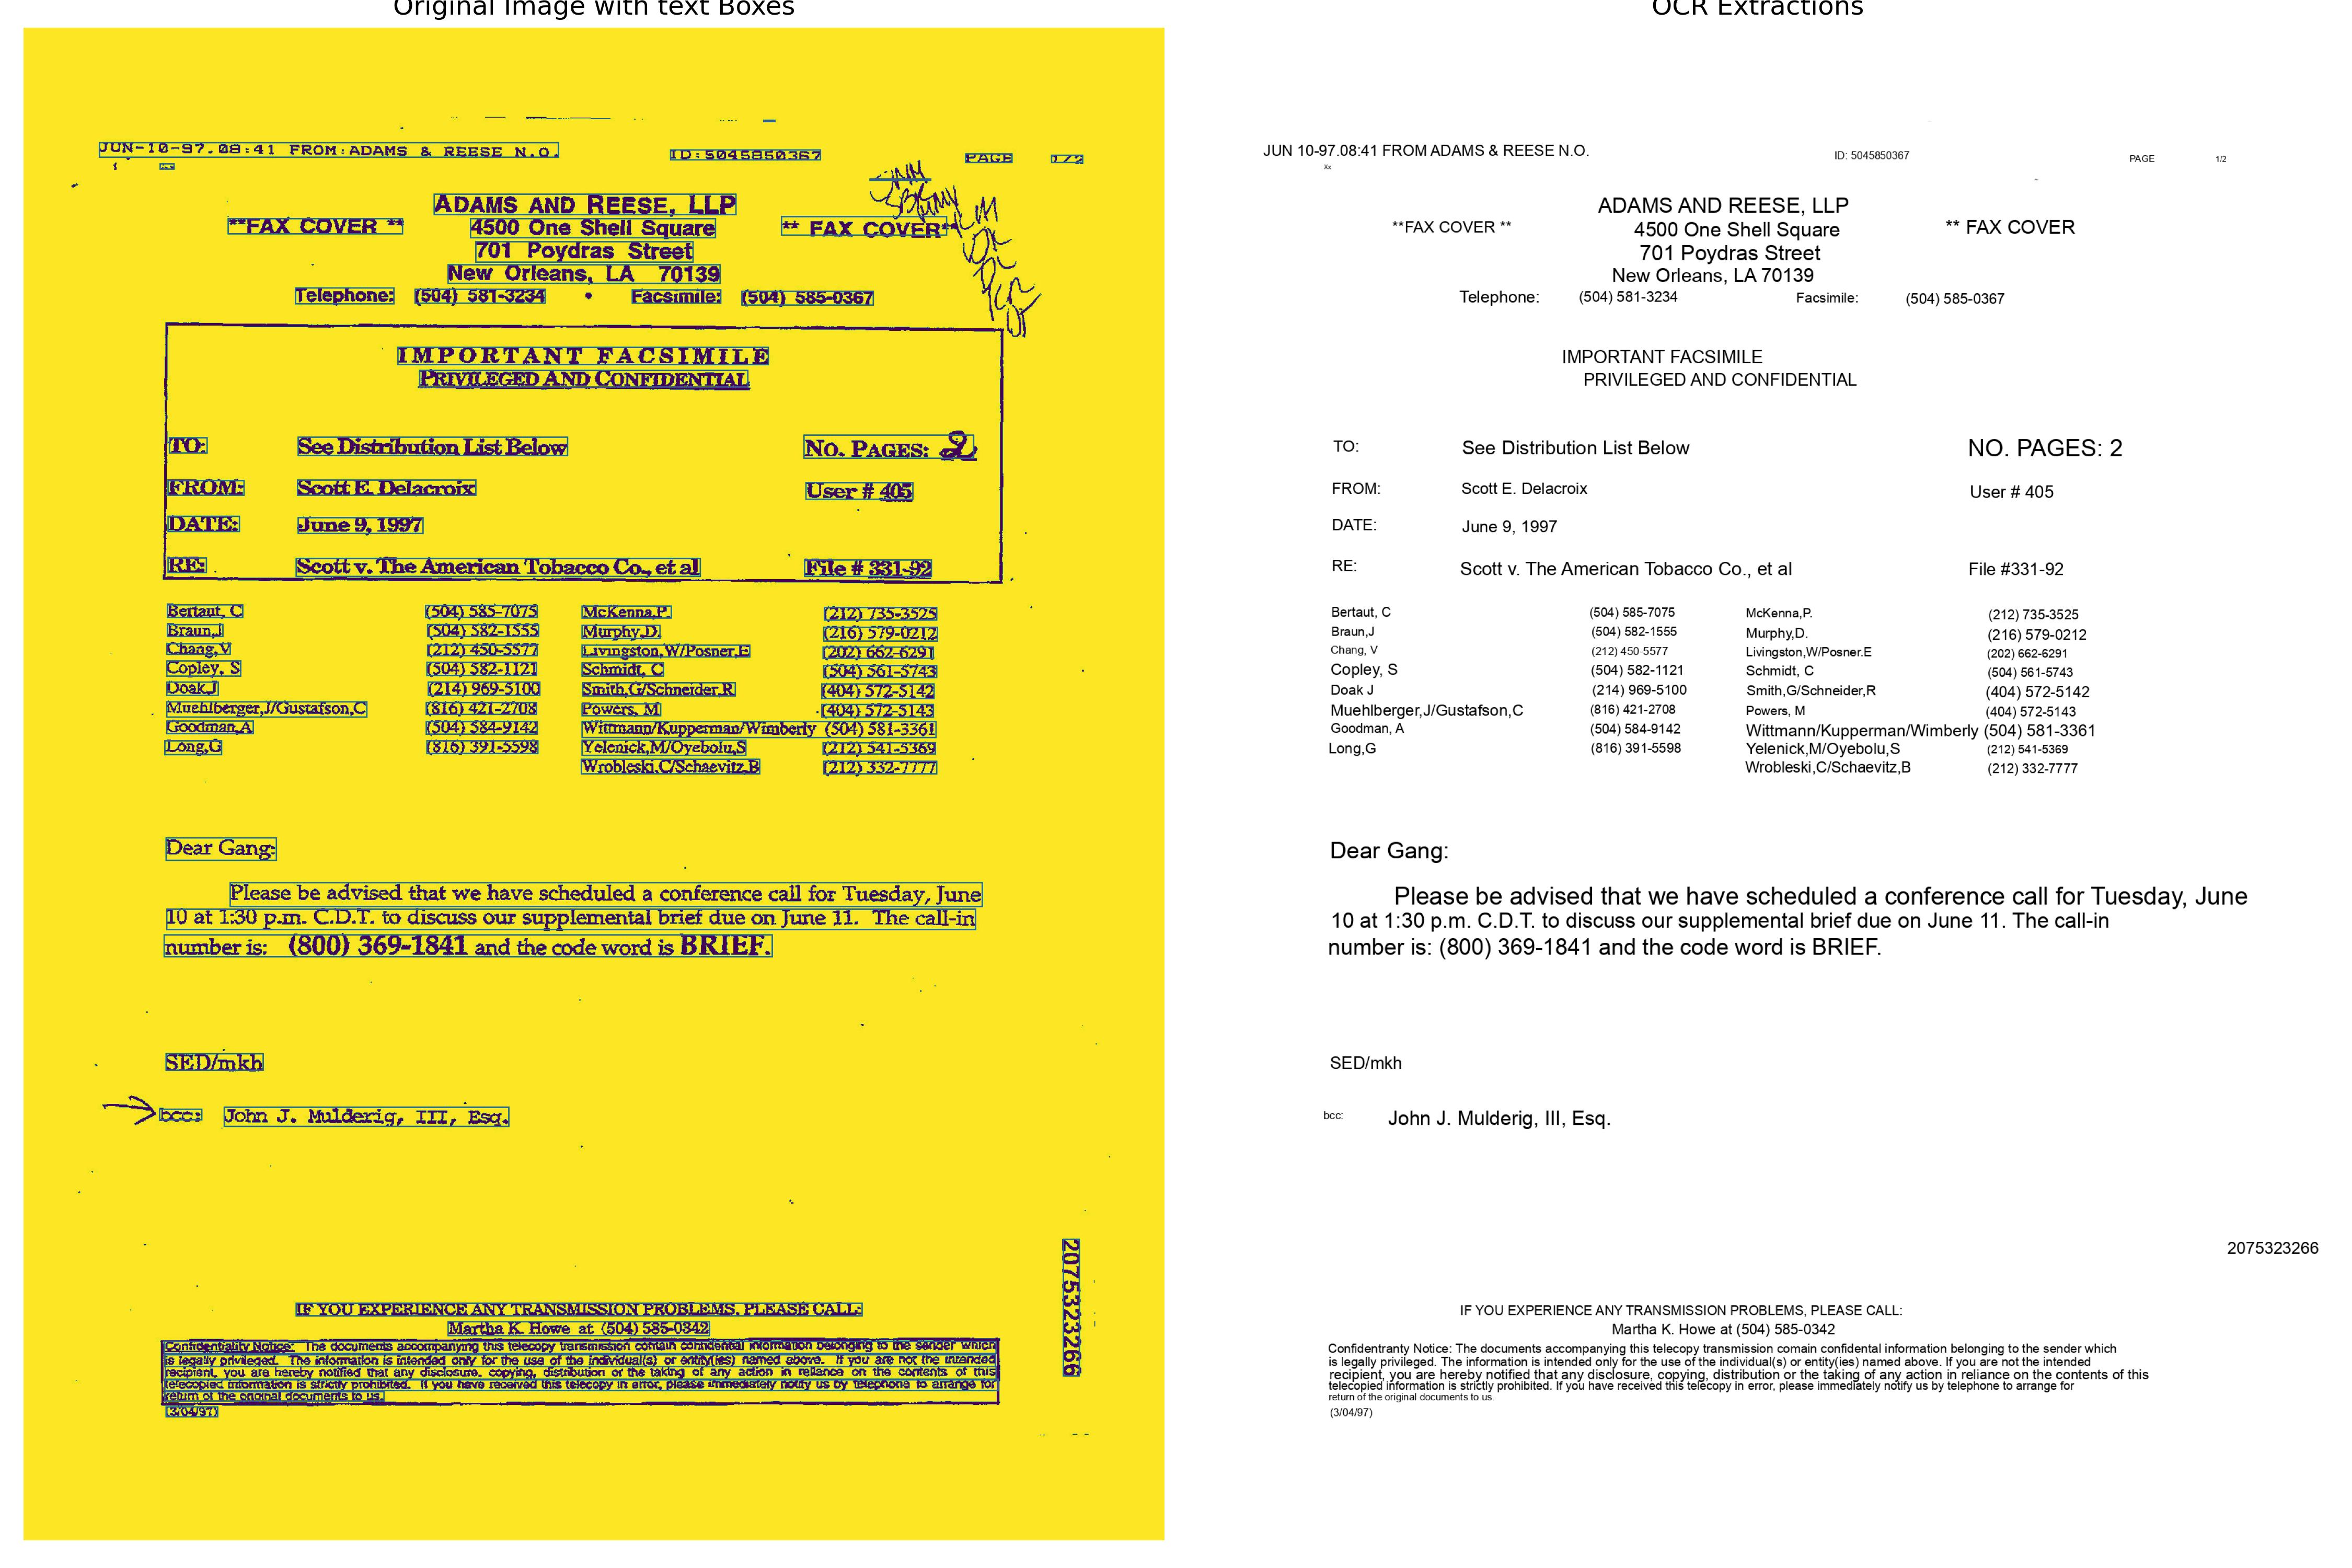 Original Image with text Boxes
JUN-10-97.08:41 FROM:ADAMS & REESE N.O. ID:5045850367 PAGE 1/2
ADAMS AND REESE, LLP
**FAX COVER ** 4500 One Shell Square ** FAX COVER**
701 Poydras Street
New Orleans, LA 70139
Telephone: (504) 581-3234 • Facsimile: (504) 585-0367
IMPORTANT FACSIMILE
PRIVILEGED AND CONFIDENTIAL
TO: See Distribution List Below NO. PAGES: 2
FROM: Scott E. Delacroix User # 405
DATE: June 9, 1997
RE: Scott v. The American Tobacco Co., et al File # 331-92
Bertaut, C (504) 585-7075 McKenna,P. (212) 735-3525
Braun,J (504) 582-1555 Murphy,D. (216) 579-0212
Chang,V (212) 450-5577 Livingston,W/Posner,E (202) 662-6291
Copley, S (504) 582-1121 Schmidt, C (504) 561-5743
Doak,J (214) 969-5100 Smith,G/Schneider,R (404) 572-5142
Muehlberger,J/Gustafson,C (816) 421-2708 Powers, M (404) 572-5143
Goodman,A (504) 584-9142 Wittmann/Kupperman/Wimberly (504) 581-3361
Long,G (816) 391-5598 Yelenick,M/Oyebolu,S (212) 541-5369
Wrobleski,C/Schaevitz,B (212) 332-7777
Dear Gang:
Please be advised that we have scheduled a conference call for Tuesday, June
10 at 1:30 p.m. C.D.T. to discuss our supplemental brief due on June 11. The call-in
number is: (800) 369-1841 and the code word is BRIEF.
SED/mkh
bcc: John J. Mulderig, III, Esq.
2075323266
IF YOU EXPERIENCE ANY TRANSMISSION PROBLEMS, PLEASE CALL:
Martha K. Howe at (504) 585-0342
Confidentiality Notice: The documents accompanying this telecopy transmission contain confidential information belonging to the sender which
is legally privileged. The information is intended only for the use of the individual(s) or entity(ies) named above. If you are not the intended
recipient, you are hereby notified that any disclosure, copying, distribution or the taking of any action in reliance on the contents of this
telecopied information is strictly prohibited. If you have received this telecopy in error, please immediately notify us by telephone to arrange for
return of the original documents to us.
(3/04/97)
OCR Extractions
JUN 10-97.08:41 FROM ADAMS & REESE N.O. ID: 5045850367 PAGE 1/2
Xx
ADAMS AND REESE, LLP
**FAX COVER ** 4500 One Shell Square ** FAX COVER
701 Poydras Street
New Orleans, LA 70139
Telephone: (504) 581-3234 Facsimile: (504) 585-0367
IMPORTANT FACSIMILE
PRIVILEGED AND CONFIDENTIAL
TO: See Distribution List Below NO. PAGES: 2
FROM: Scott E. Delacroix User # 405
DATE: June 9, 1997
RE: Scott v. The American Tobacco Co., et al File #331-92
Bertaut, C (504) 585-7075 McKenna,P. (212) 735-3525
Braun,J (504) 582-1555 Murphy,D. (216) 579-0212
Chang, V (212) 450-5577 Livingston,W/Posner.E (202) 662-6291
Copley, S (504) 582-1121 Schmidt, C (504) 561-5743
Doak J (214) 969-5100 Smith,G/Schneider,R (404) 572-5142
Muehlberger,J/Gustafson,C (816) 421-2708 Powers, M (404) 572-5143
Goodman, A (504) 584-9142 Wittmann/Kupperman/Wimberly (504) 581-3361
Long,G (816) 391-5598 Yelenick,M/Oyebolu,S (212) 541-5369
Wrobleski,C/Schaevitz,B (212) 332-7777
Dear Gang:
Please be advised that we have scheduled a conference call for Tuesday, June
10 at 1:30 p.m. C.D.T. to discuss our supplemental brief due on June 11. The call-in
number is: (800) 369-1841 and the code word is BRIEF.
SED/mkh
bcc: John J. Mulderig, III, Esq.
2075323266
IF YOU EXPERIENCE ANY TRANSMISSION PROBLEMS, PLEASE CALL:
Martha K. Howe at (504) 585-0342
Confidentranty Notice: The documents accompanying this telecopy transmission comain confidental information belonging to the sender which
is legally privileged. The information is intended only for the use of the individual(s) or entity(ies) named above. If you are not the intended
recipient, you are hereby notified that any disclosure, copying, distribution or the taking of any action in reliance on the contents of this
telecopied information is strictly prohibited. If you have received this telecopy in error, please immediately notify us by telephone to arrange for
return of the original documents to us.
(3/04/97)